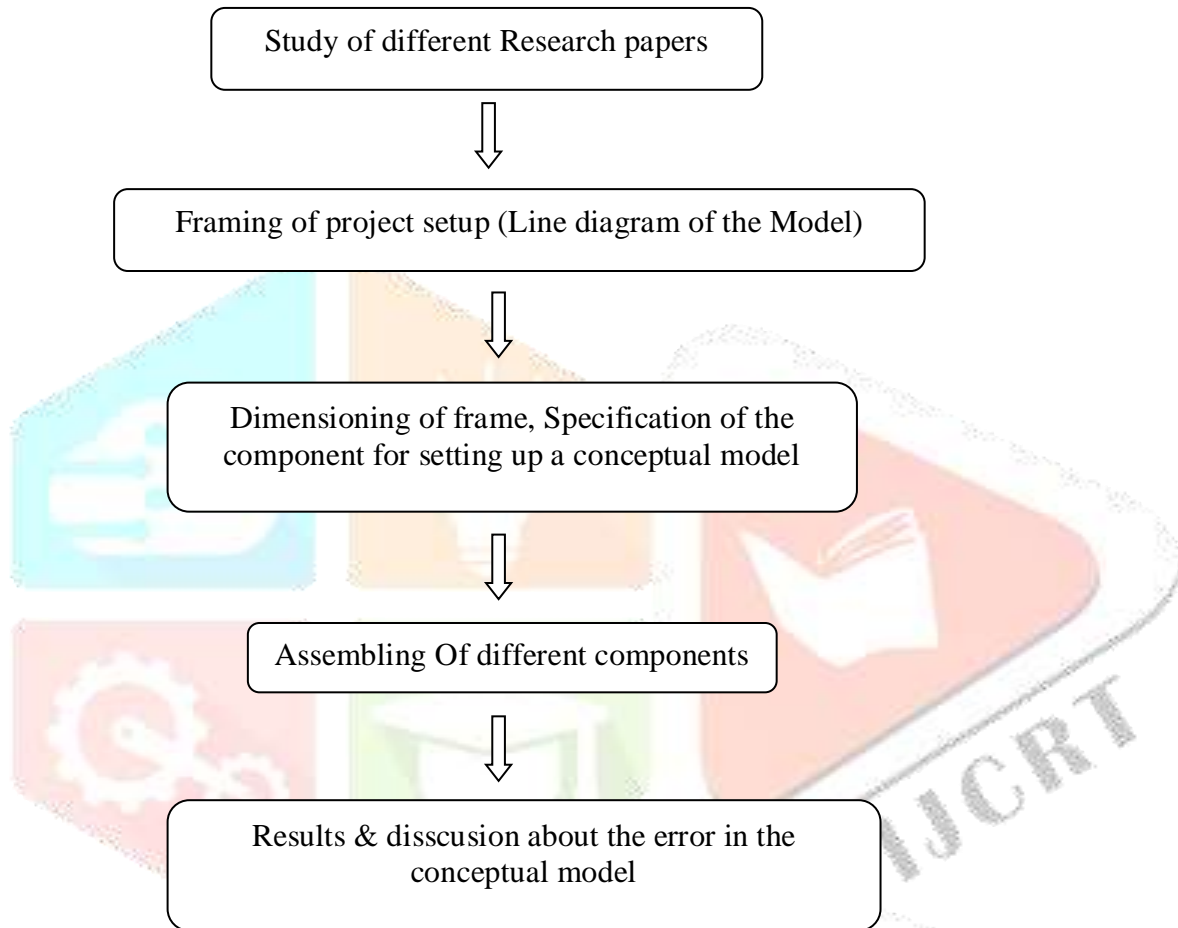 Study of different Research papers
Framing of project setup (Line diagram of the Model)
Dimensioning of frame, Specification of the
component for setting up a conceptual model
Assembling Of different components
IJCRT
Results & disscusion about the error in the
conceptual model